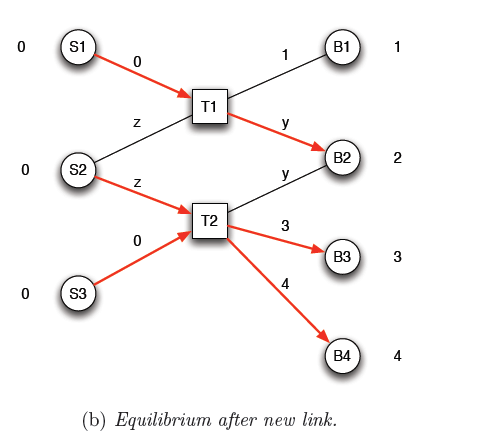 0 S1 0 1 B1 1
T1
z y
0 S2 y B2 2
z T2
0 3
0 S3 4 B3 3
B4 4
(b) Equilibrium after new link.